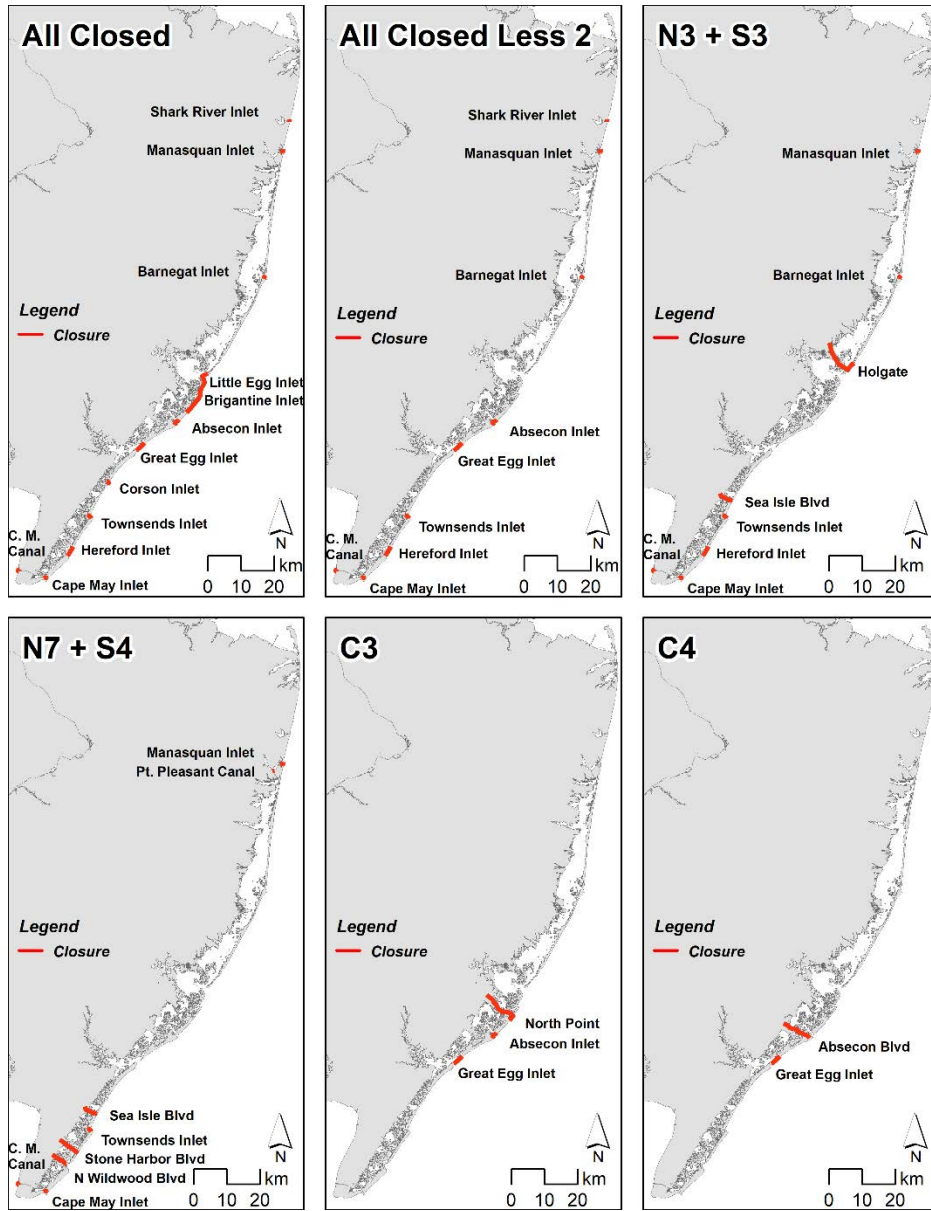 All Closed
Shark River Inlet
Manasquan Inlet
Barnegat Inlet
Legend
Closure
Little Egg Inlet
Brigantine Inlet
Absecon Inlet
Great Egg Inlet
Corson Inlet
Townsends Inlet
C. M.
Canal
Hereford Inlet
Cape May Inlet
N
0 10 20
km
All Closed Less 2
Shark River Inlet
Manasquan Inlet
Barnegat Inlet
Legend
Closure
Absecon Inlet
Great Egg Inlet
Townsends Inlet
C. M.
Canal
Hereford Inlet
Cape May Inlet
N
0 10 20
km
N3 + S3
Manasquan Inlet
Barnegat Inlet
Legend
Closure
Holgate
Sea Isle Blvd
Townsends Inlet
C. M.
Canal
Hereford Inlet
Cape May Inlet
N
0 10 20
km
N7 + S4
Manasquan Inlet
Pt. Pleasant Canal
Legend
Closure
Sea Isle Blvd
Townsends Inlet
C. M.
Canal
Stone Harbor Blvd
N Wildwood Blvd
Cape May Inlet
N
0 10 20
km
C3
Legend
Closure
North Point
Absecon Inlet
Great Egg Inlet
N
0 10 20
km
C4
Legend
Closure
Absecon Blvd
Great Egg Inlet
N
0 10 20
km